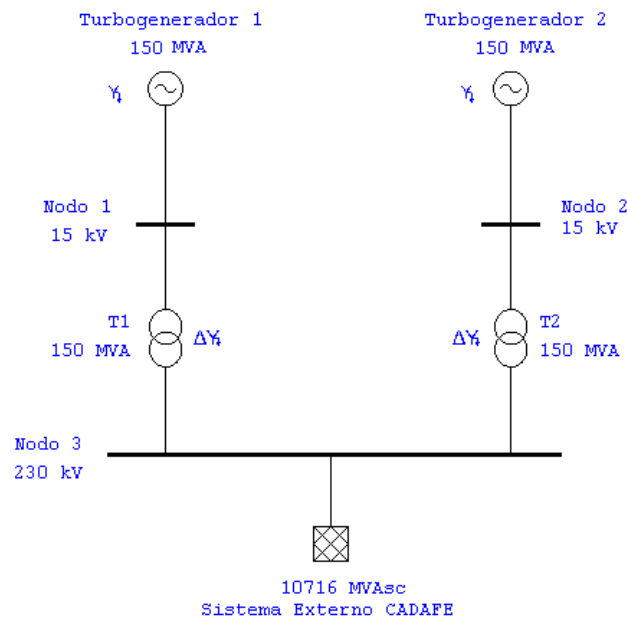 Turbogenerador 1
150 MVA
Turbogenerador 2
150 MVA
Y
Y
Nodo 1
15 kV
Nodo 2
15 kV
T1
150 MVA
ΔY
ΔY
T2
150 MVA
Nodo 3
230 kV
10716 MVAsc
Sistema Externo CADAFE